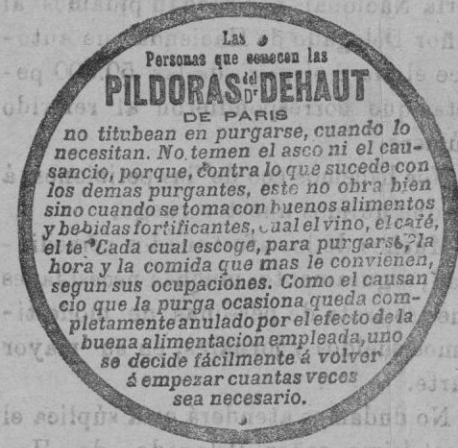 Las
Personas que conocen las
PILDORAS del Dr DEHAUT
DE PARIS
no titubean en purgarse, cuando lo
necesitan. No temen el asco ni el cau-
sancio, porque, contra lo que sucede con
los demas purgantes, este no obra bien
sino cuando se toma con buenos alimentos
y bebidas fortificantes, cual el vino, el café,
el te. Cada cual escoge, para purgarse, la
hora y la comida que mas le convienen,
segun sus ocupaciones. Como el causan
cio que la purga ocasiona queda com-
pletamente anulado por el efecto de la
buena alimentacion empleada, uno
se decide fácilmente á volver
á empezar cuantas veces
sea necesario.